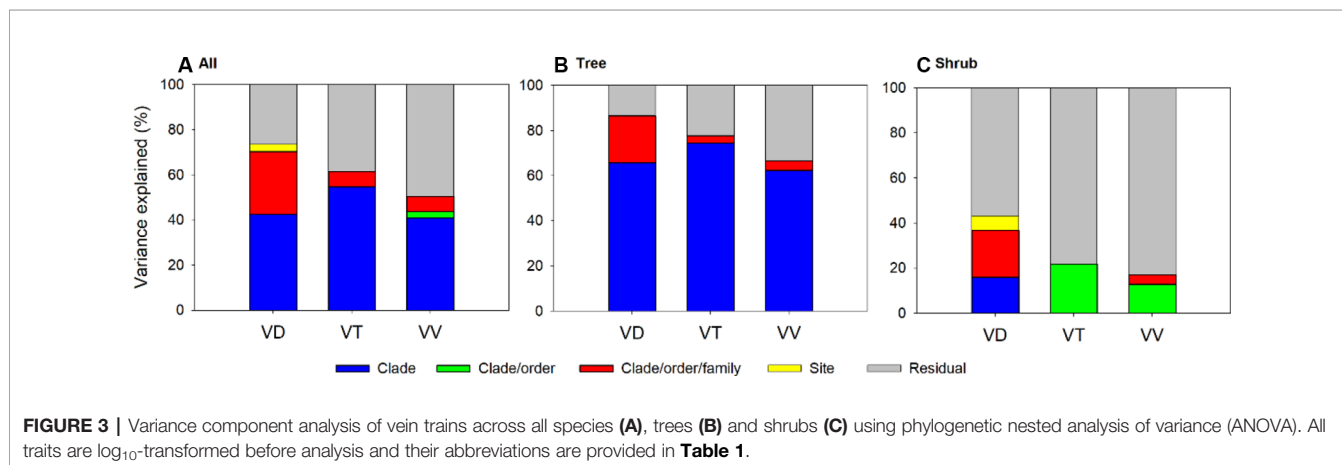 A All
B Tree
C Shrub
Variance explained (%)
100
80
60
40
20
0
VD VT VV
100
80
60
40
20
0
VD VT VV
100
80
60
40
20
0
VD VT VV
Clade Clade/order Clade/order/family Site Residual
FIGURE 3 | Variance component analysis of vein trains across all species (A), trees (B) and shrubs (C) using phylogenetic nested analysis of variance (ANOVA). All
traits are log₁₀-transformed before analysis and their abbreviations are provided in Table 1.